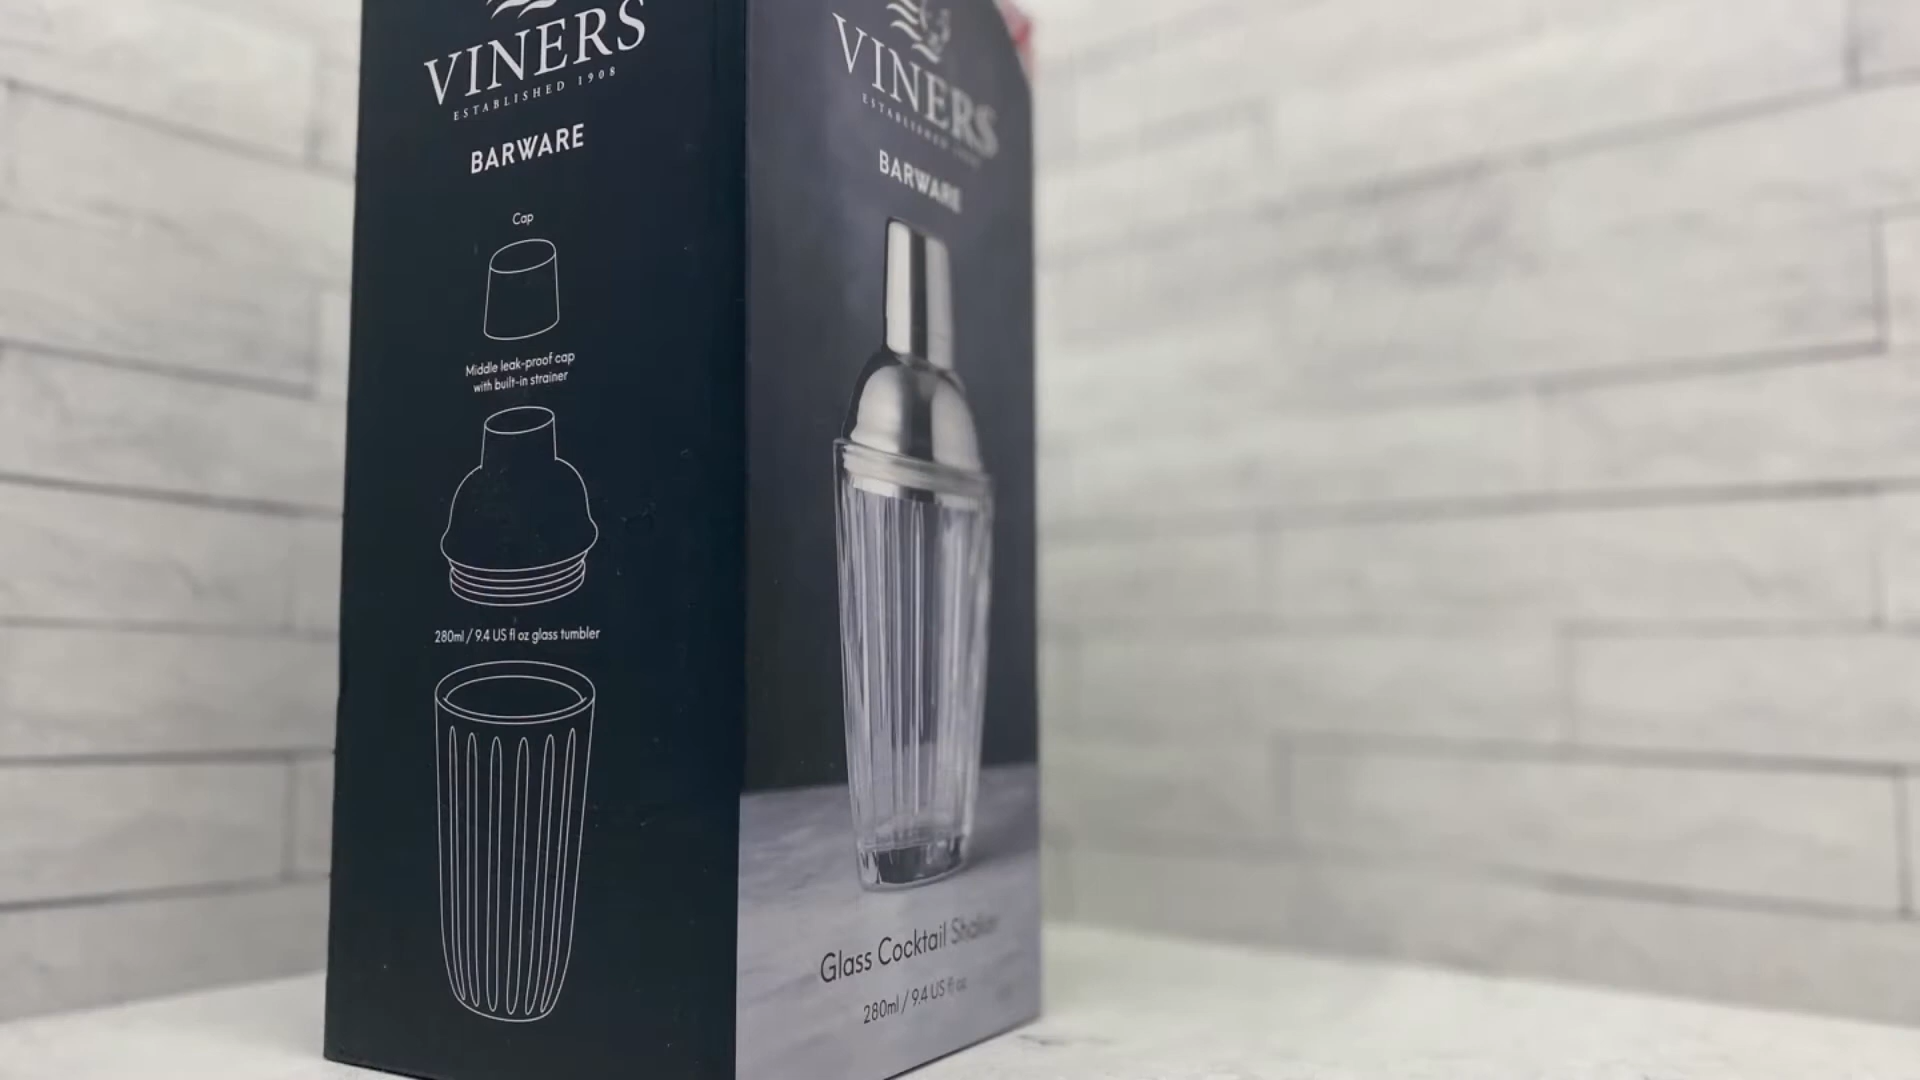 VINERS
ESTABLISHED 1908
BARWARE
Cap
Middle leak-proof cap
with built-in strainer
280ml / 9.4 US fl oz glass tumbler
VINERS
ESTABLISHED
BARWARE
Glass Cocktail Shaker
280ml / 9.4 US fl oz